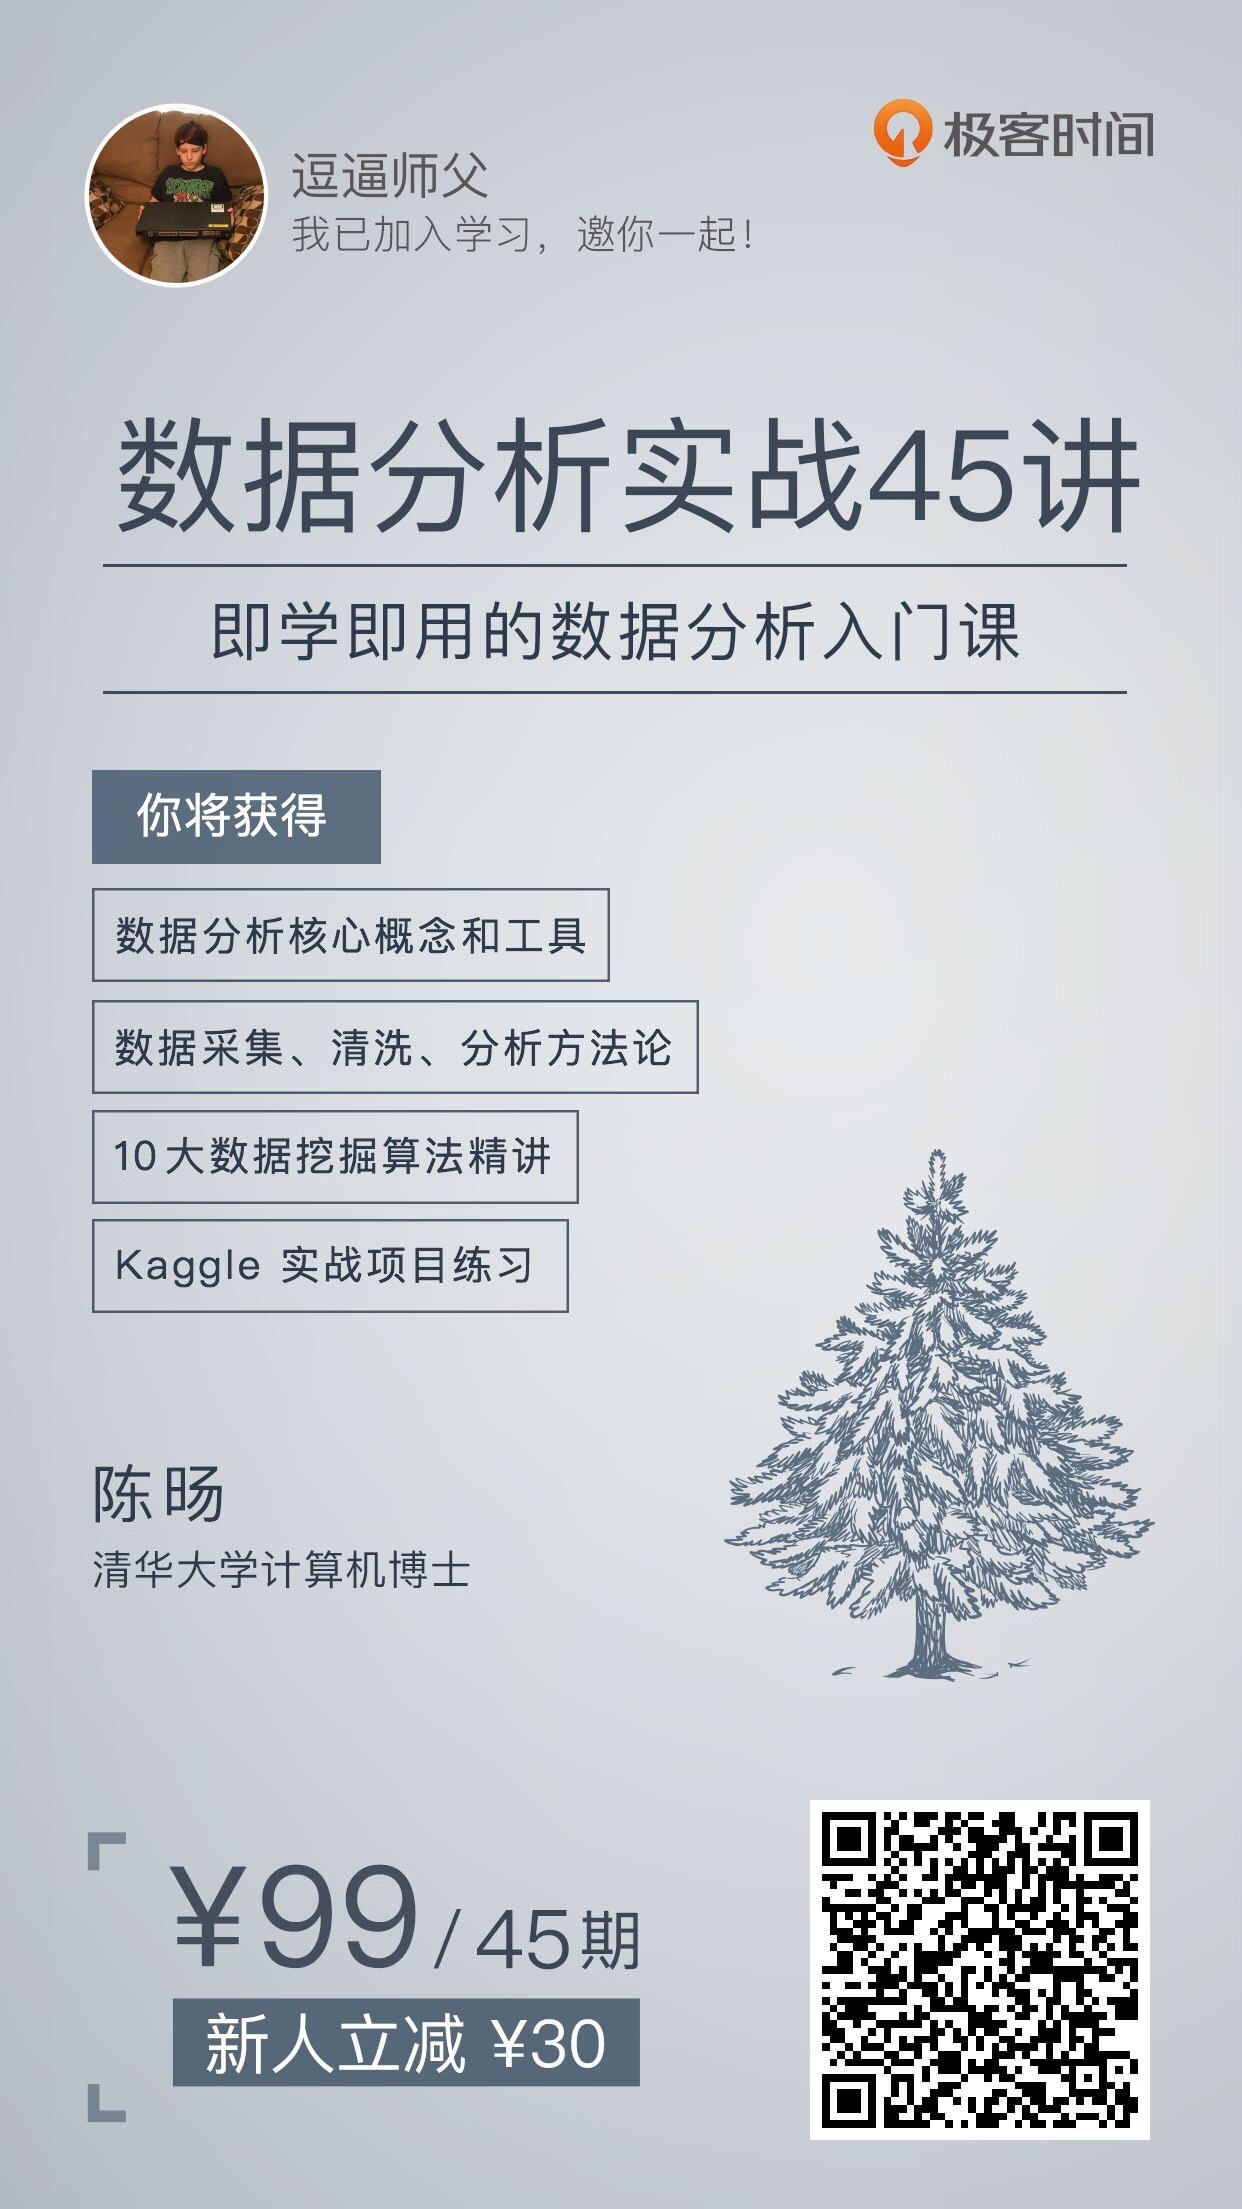 极客时间
逗逼师父
我已加入学习，邀你一起！
数据分析实战45讲
即学即用的数据分析入门课
你将获得
数据分析核心概念和工具
数据采集、清洗、分析方法论
10大数据挖掘算法精讲
Kaggle 实战项目练习
陈旸
清华大学计算机博士
¥99/45期
新人立减 ¥30